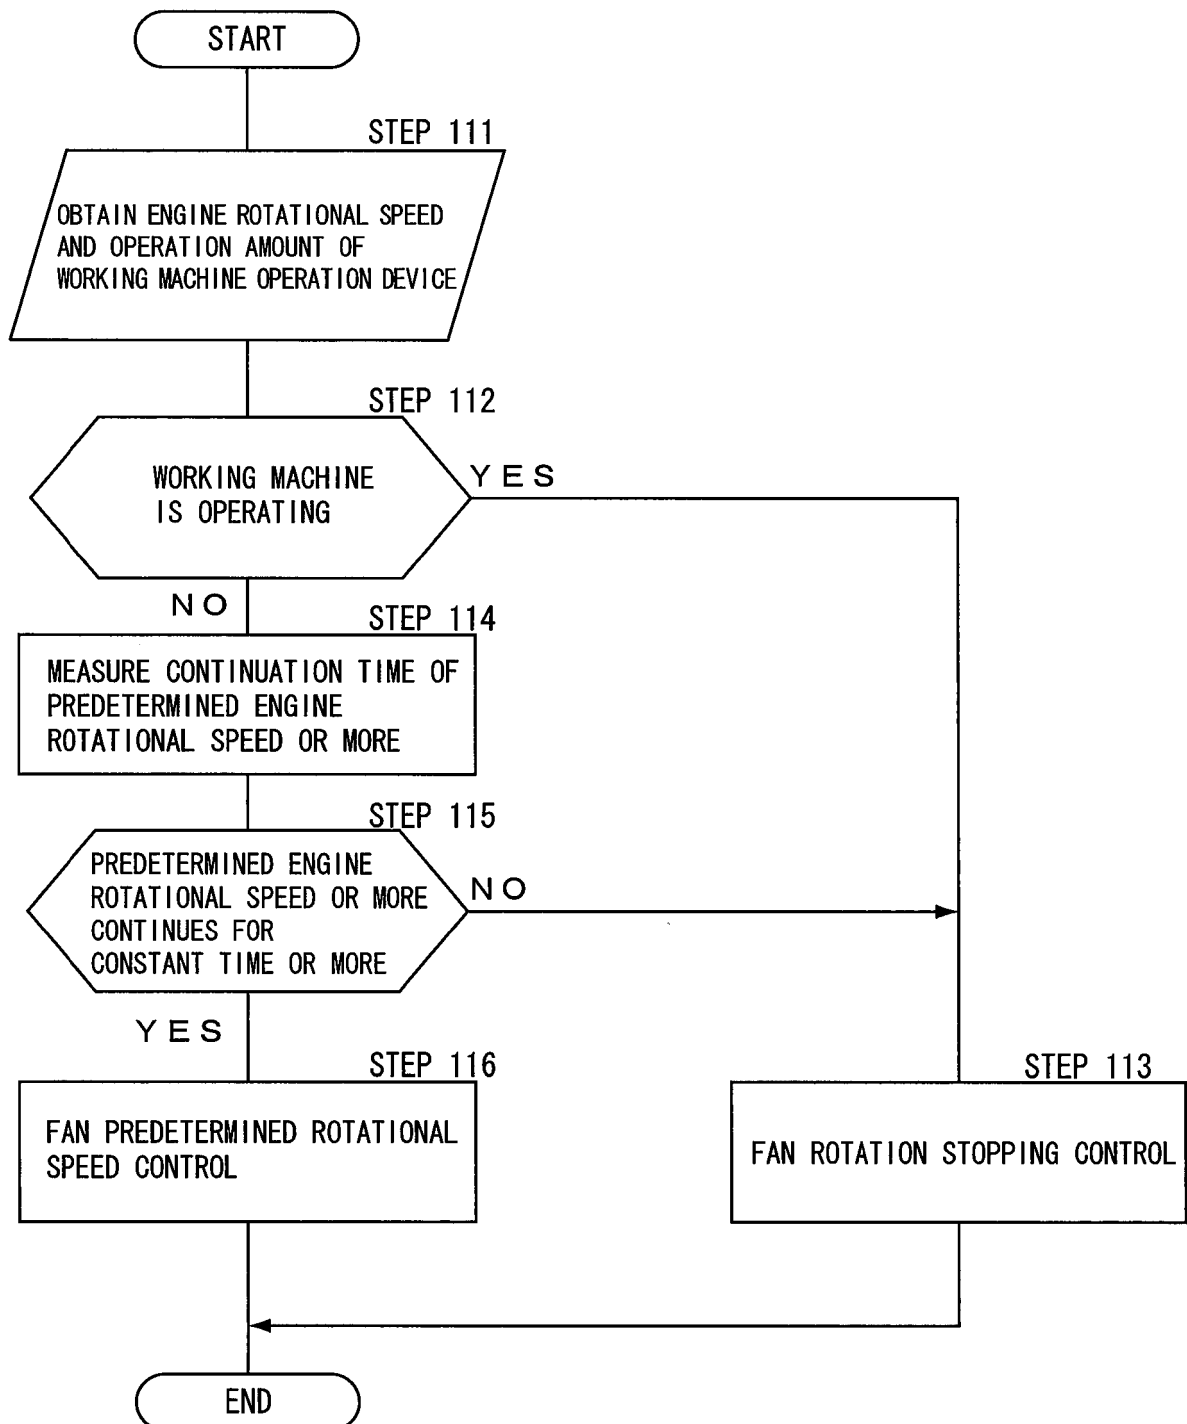 START
STEP 111
OBTAIN ENGINE ROTATIONAL SPEED
AND OPERATION AMOUNT OF
WORKING MACHINE OPERATION DEVICE
STEP 112
WORKING MACHINE
IS OPERATING
YES
NO
STEP 114
MEASURE CONTINUATION TIME OF
PREDETERMINED ENGINE
ROTATIONAL SPEED OR MORE
STEP 115
PREDETERMINED ENGINE
ROTATIONAL SPEED OR MORE
CONTINUES FOR
CONSTANT TIME OR MORE
NO
YES
STEP 116
FAN PREDETERMINED ROTATIONAL
SPEED CONTROL
STEP 113
FAN ROTATION STOPPING CONTROL
END